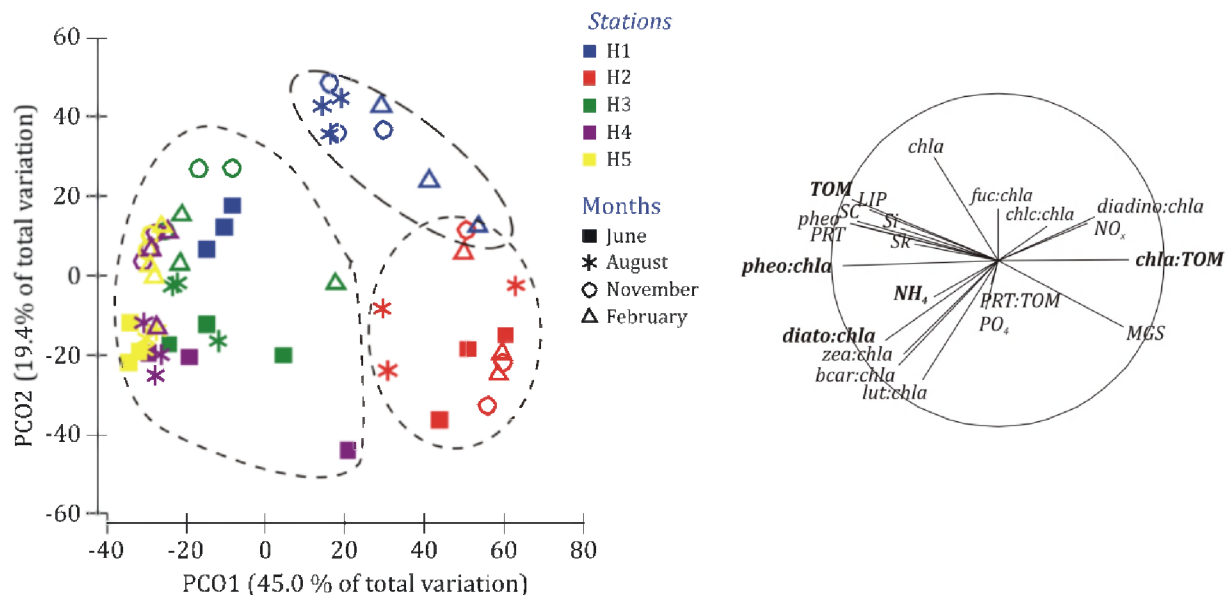 Stations
H1
H2
H3
H4
H5
Months
June
August
November
February
60
40
20
0
-20
-40
-60
PCO2 (19.4% of total variation)
-40 -20 0 20 40 60 80
PCO1 (45.0 % of total variation)
chla
TOM
LIP
SC
pheo
Si
PRT
Sk
fuc:chla
chlc:chla
diadino:chla
NOx
pheo:chla
chla:TOM
NH4
PRT:TOM
PO4
MGS
diato:chla
zea:chla
bcar:chla
lut:chla